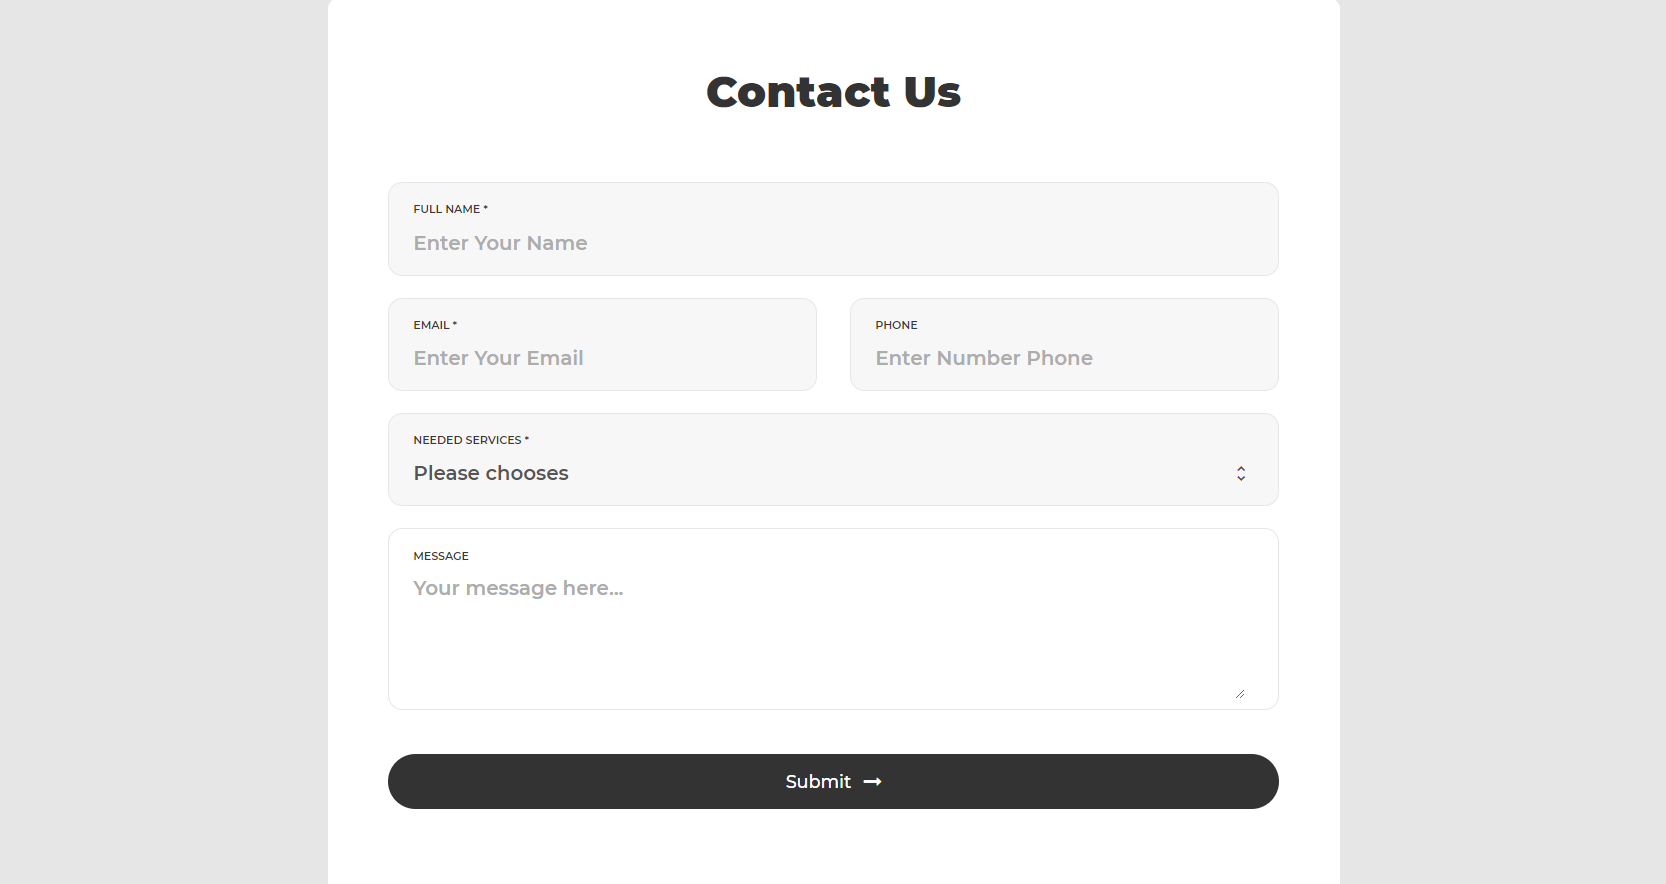 Contact Us
FULL NAME *
Enter Your Name
EMAIL *
Enter Your Email
PHONE
Enter Number Phone
NEEDED SERVICES *
Please chooses
MESSAGE
Your message here...
Submit